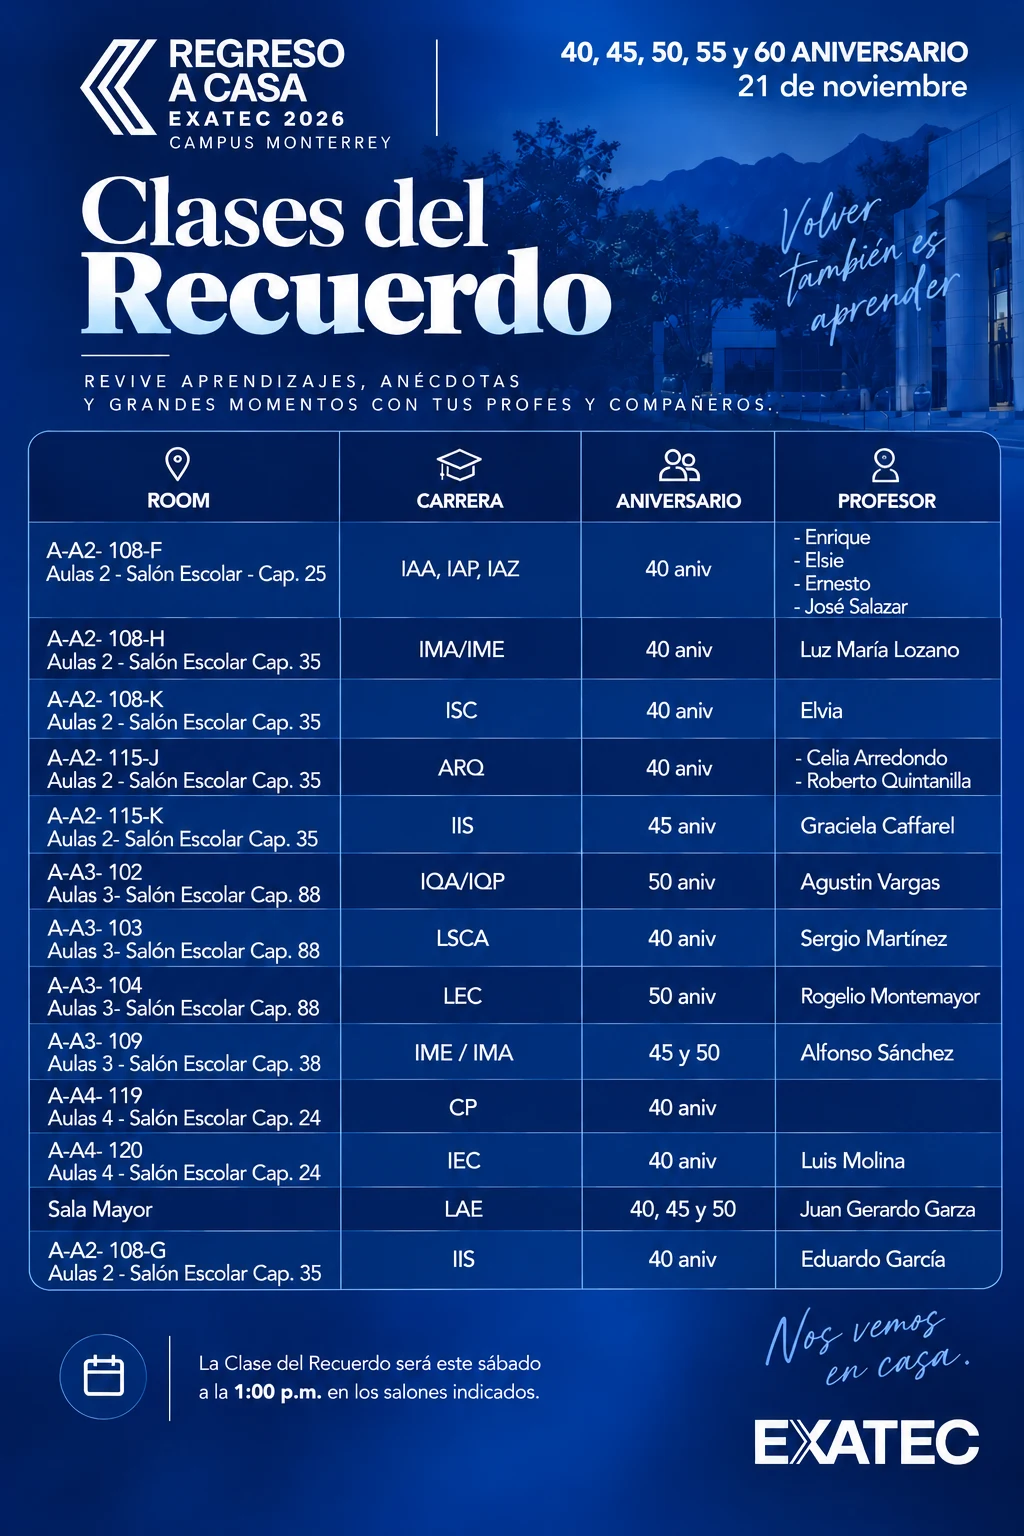 REGRESO
A CASA
EXATEC 2026
CAMPUS MONTERREY
40, 45, 50, 55 y 60 ANIVERSARIO
21 de noviembre
Clases del
Recuerdo
Volver
también es
aprender
REVIVE APRENDIZAJES, ANÉCDOTAS
Y GRANDES MOMENTOS CON TUS PROFES Y COMPAÑEROS.
ROOM CARRERA ANIVERSARIO PROFESOR
A-A2- 108-F
Aulas 2 - Salón Escolar - Cap. 25
IAA, IAP, IAZ
40 aniv
- Enrique
- Elsie
- Ernesto
- José Salazar
A-A2- 108-H
Aulas 2 - Salón Escolar Cap. 35
IMA/IME
40 aniv
Luz María Lozano
A-A2- 108-K
Aulas 2 - Salón Escolar Cap. 35
ISC
40 aniv
Elvia
A-A2- 115-J
Aulas 2 - Salón Escolar Cap. 35
ARQ
40 aniv
- Celia Arredondo
- Roberto Quintanilla
A-A2- 115-K
Aulas 2- Salón Escolar Cap. 35
IIS
45 aniv
Graciela Caffarel
A-A3- 102
Aulas 3- Salón Escolar Cap. 88
IQA/IQP
50 aniv
Agustin Vargas
A-A3- 103
Aulas 3- Salón Escolar Cap. 88
LSCA
40 aniv
Sergio Martínez
A-A3- 104
Aulas 3- Salón Escolar Cap. 88
LEC
50 aniv
Rogelio Montemayor
A-A3- 109
Aulas 3 - Salón Escolar Cap. 38
IME / IMA
45 y 50
Alfonso Sánchez
A-A4- 119
Aulas 4 - Salón Escolar Cap. 24
CP
40 aniv
A-A4- 120
Aulas 4 - Salón Escolar Cap. 24
IEC
40 aniv
Luis Molina
Sala Mayor
LAE
40, 45 y 50
Juan Gerardo Garza
A-A2- 108-G
Aulas 2 - Salón Escolar Cap. 35
IIS
40 aniv
Eduardo García
La Clase del Recuerdo será este sábado
a la 1:00 p.m. en los salones indicados.
Nos vemos
en casa.
EXATEC